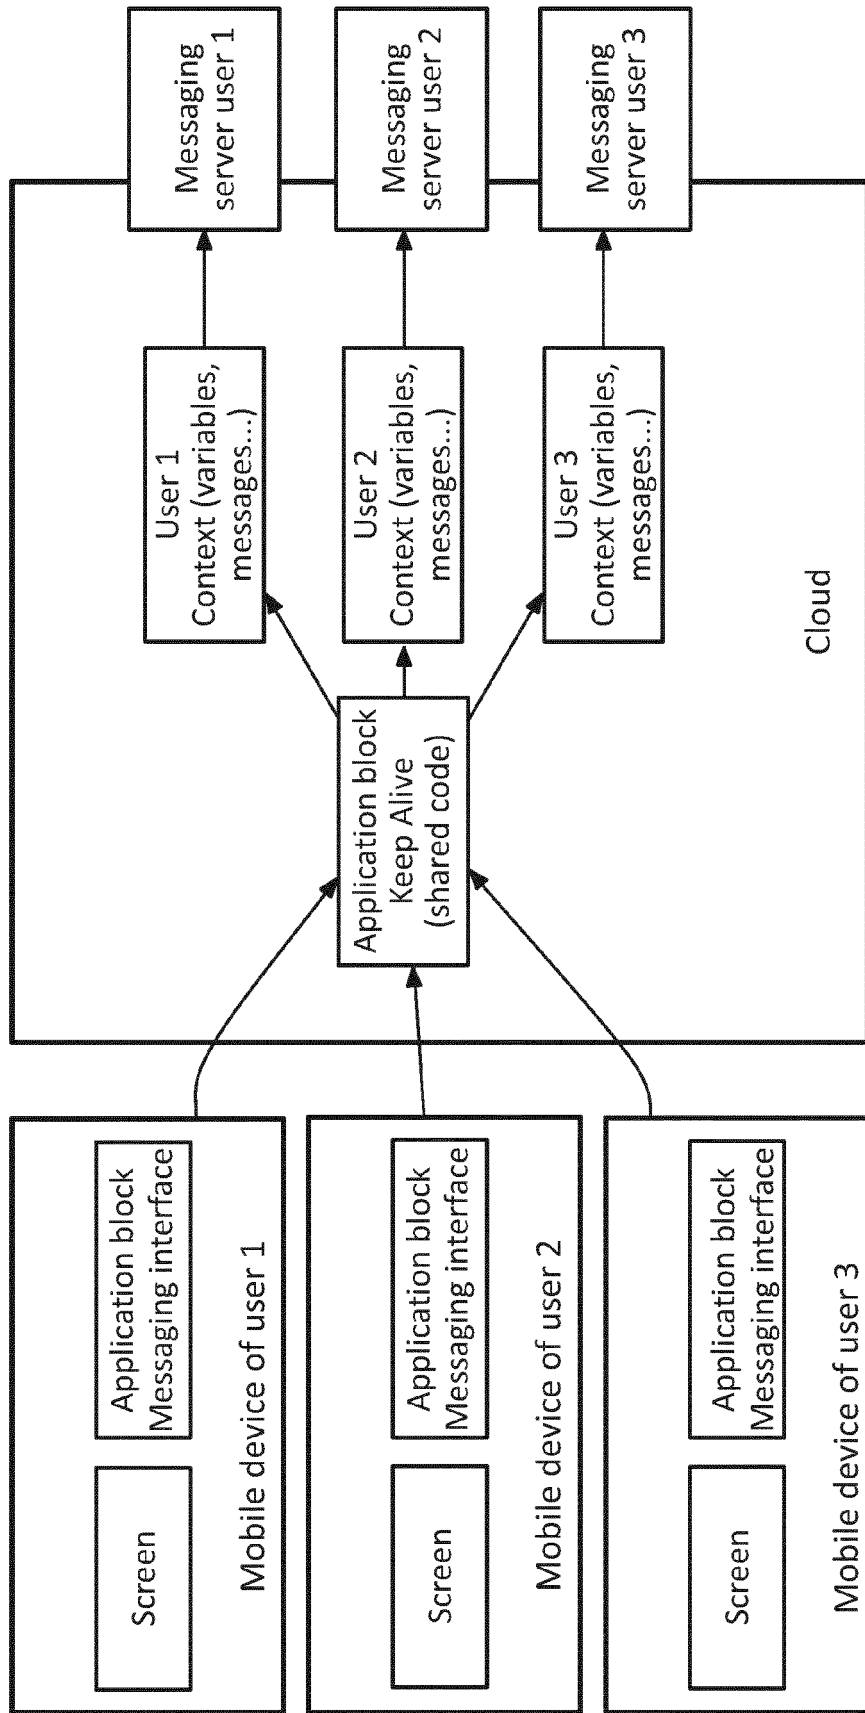 Screen
Application block
Messaging interface
Mobile device of user 1
Screen
Application block
Messaging interface
Mobile device of user 2
Screen
Application block
Messaging interface
Mobile device of user 3
Application block
Keep Alive
(shared code)
User 1
Context (variables,
messages...)
User 2
Context (variables,
messages...)
User 3
Context (variables,
messages...)
Cloud
Messaging
server user 1
Messaging
server user 2
Messaging
server user 3